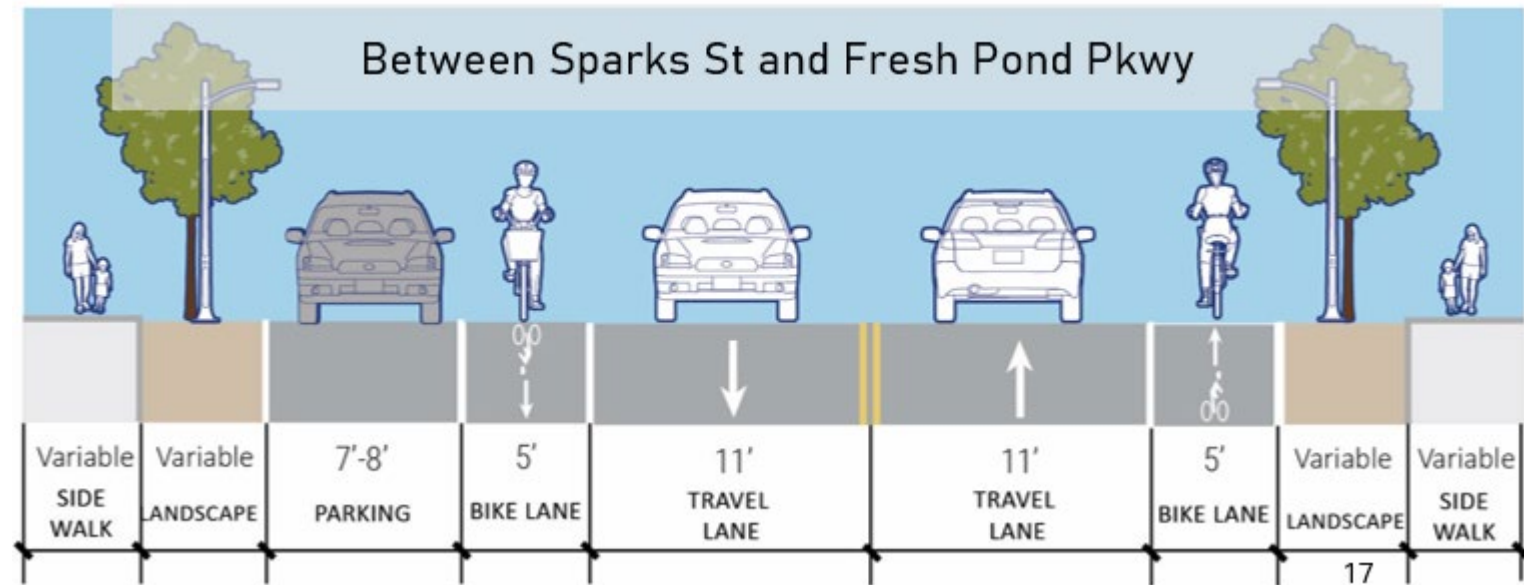 Between Sparks St and Fresh Pond Pkwy
Variable
SIDE
WALK
Variable
LANDSCAPE
7'-8'
PARKING
5'
BIKE LANE
11'
TRAVEL
LANE
11'
TRAVEL
LANE
5'
BIKE LANE
Variable
LANDSCAPE
Variable
SIDE
WALK
17